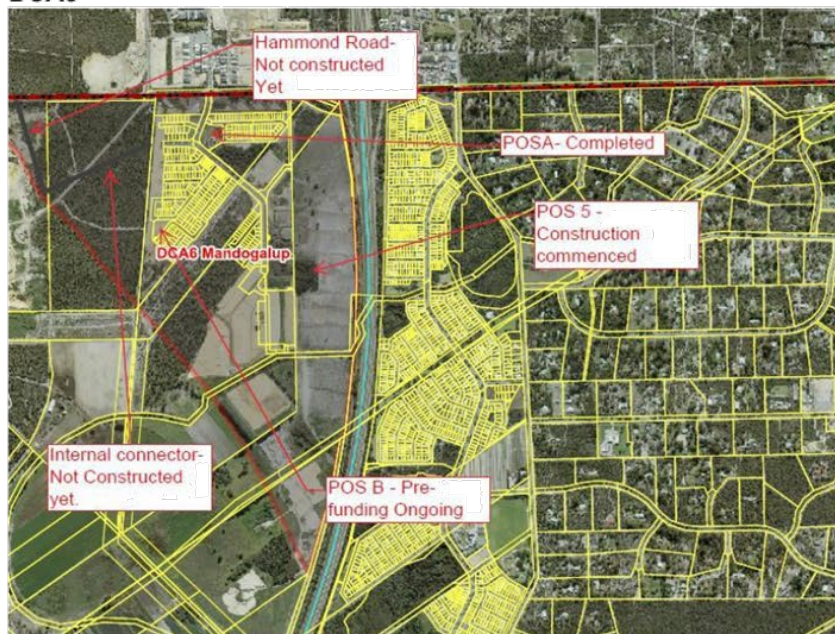 Hammond Road-
Not constructed
Yet
POSA- Completed
POS 5 -
Construction
commenced
DCA6 Mandogalup
Internal connector-
Not Constructed
yet.
POS B - Pre-
funding Ongoing